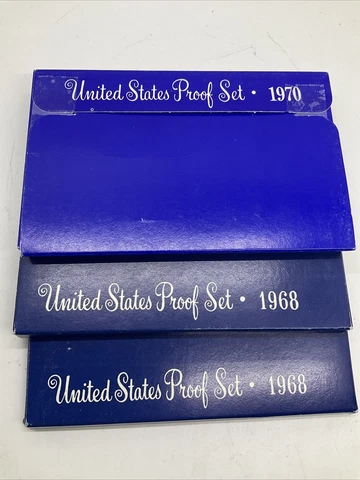 United States Proof Set • 1970
United States Proof Set • 1968
United States Proof Set • 1968